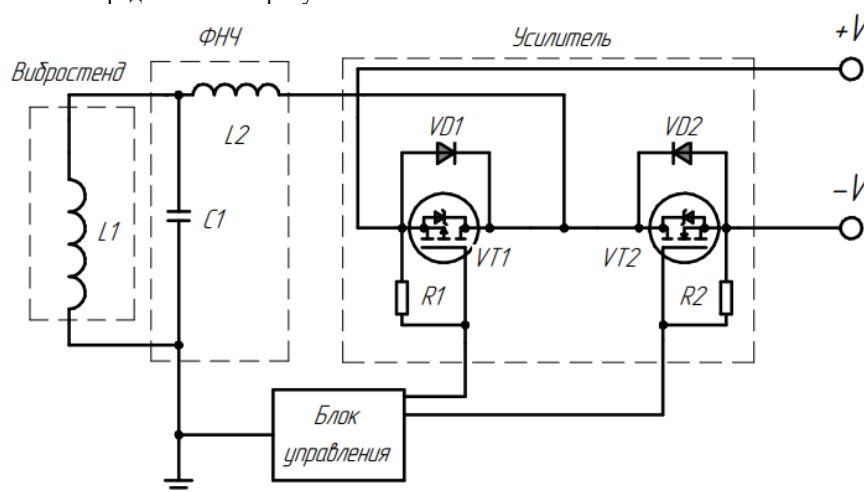 ФНЧ
Усилитель
+V
Вибростенд
L2
VD1
VD2
-V
L1
C1
VT1
VT2
R1
R2
Блок
управления